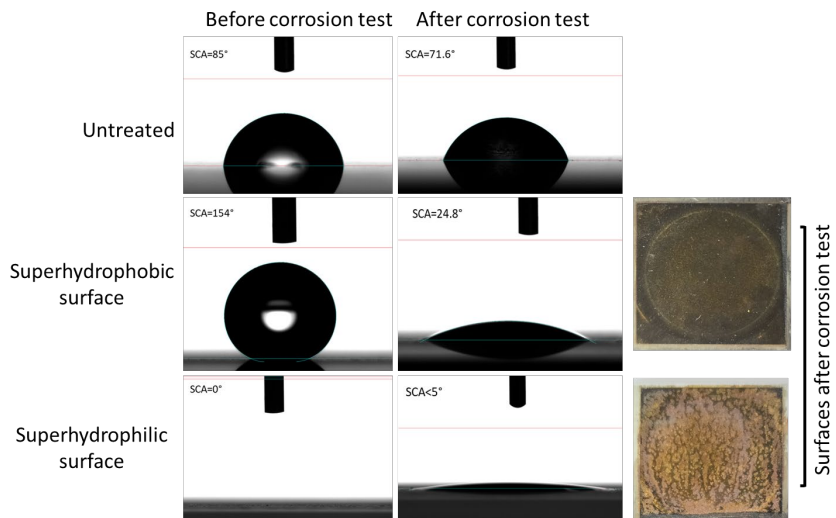 Before corrosion test
After corrosion test
SCA=85°
SCA=71.6°
Untreated
SCA=154°
SCA=24.8°
Superhydrophobic
surface
SCA=0°
SCA<5°
Superhydrophilic
surface
Surfaces after corrosion test